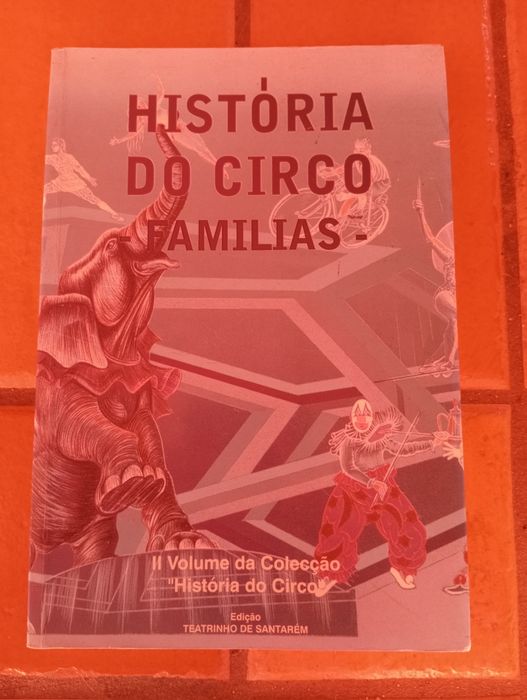 HISTÓRIA
DO CIRCO
- FAMILIAS -
II Volume da Colecção
"História do Circo"
Edição
TEATRINHO DE SANTARÉM